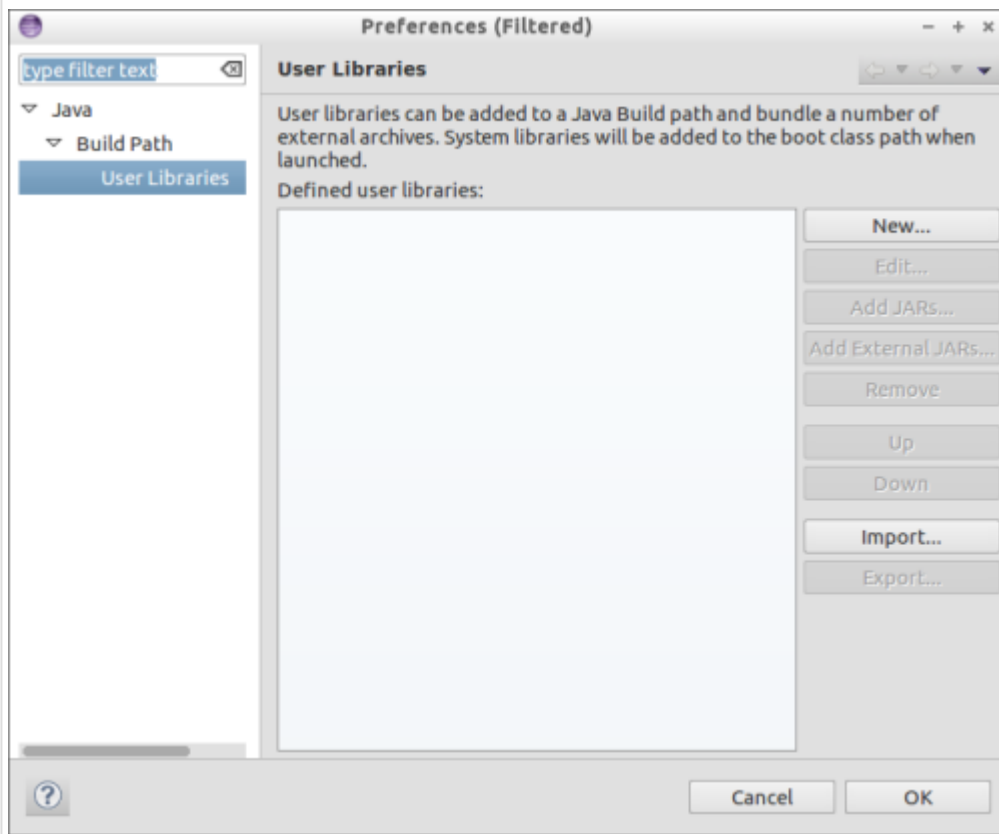 Preferences (Filtered)
type filter text
Java
Build Path
User Libraries
User Libraries
User libraries can be added to a Java Build path and bundle a number of
external archives. System libraries will be added to the boot class path when
launched.
Defined user libraries:
New...
Edit...
Add JARs...
Add External JARs...
Remove
Up
Down
Import...
Export...
?
Cancel
OK